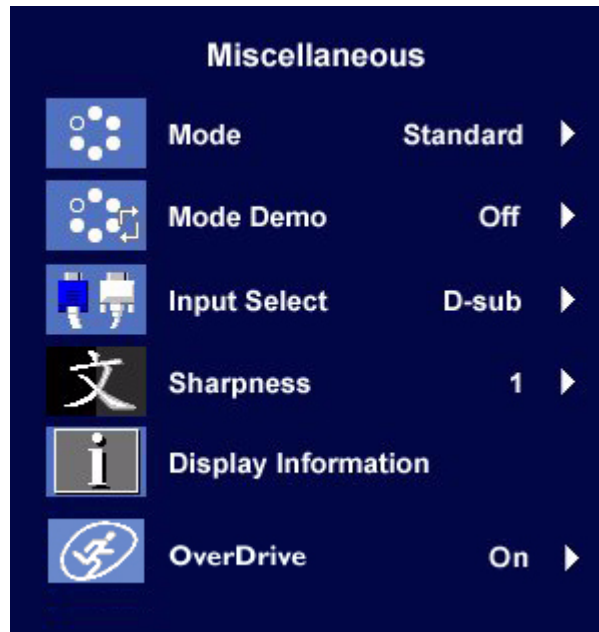 Miscellaneous
Mode Standard
Mode Demo Off
Input Select D-sub
文 Sharpness 1
i Display Information
OverDrive On